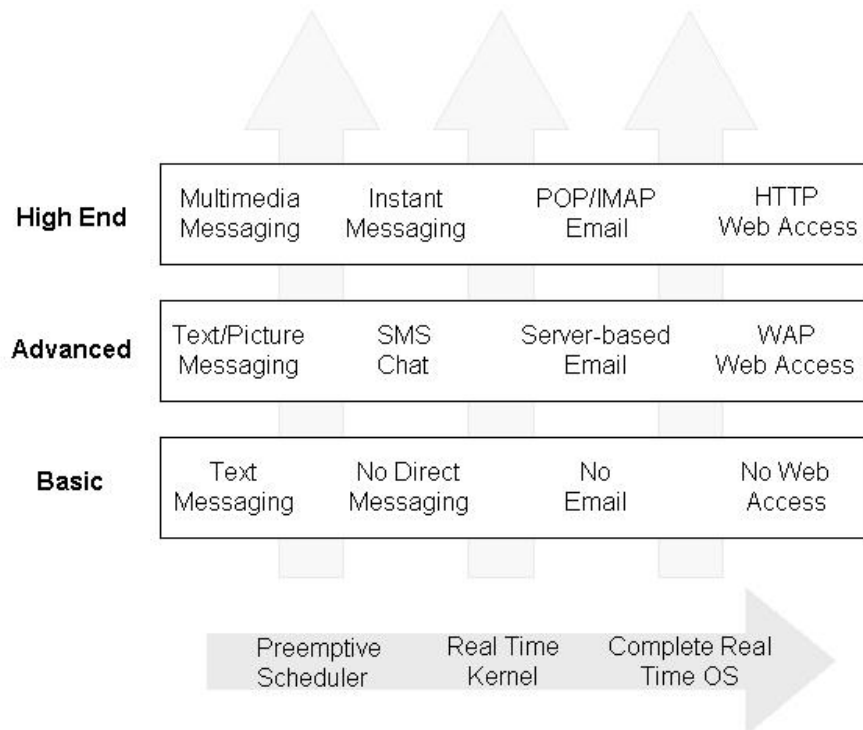 High End
Multimedia
Messaging
Instant
Messaging
POP/IMAP
Email
HTTP
Web Access
Advanced
Text/Picture
Messaging
SMS
Chat
Server-based
Email
WAP
Web Access
Basic
Text
Messaging
No Direct
Messaging
No
Email
No Web
Access
Preemptive
Scheduler
Real Time
Kernel
Complete Real
Time OS